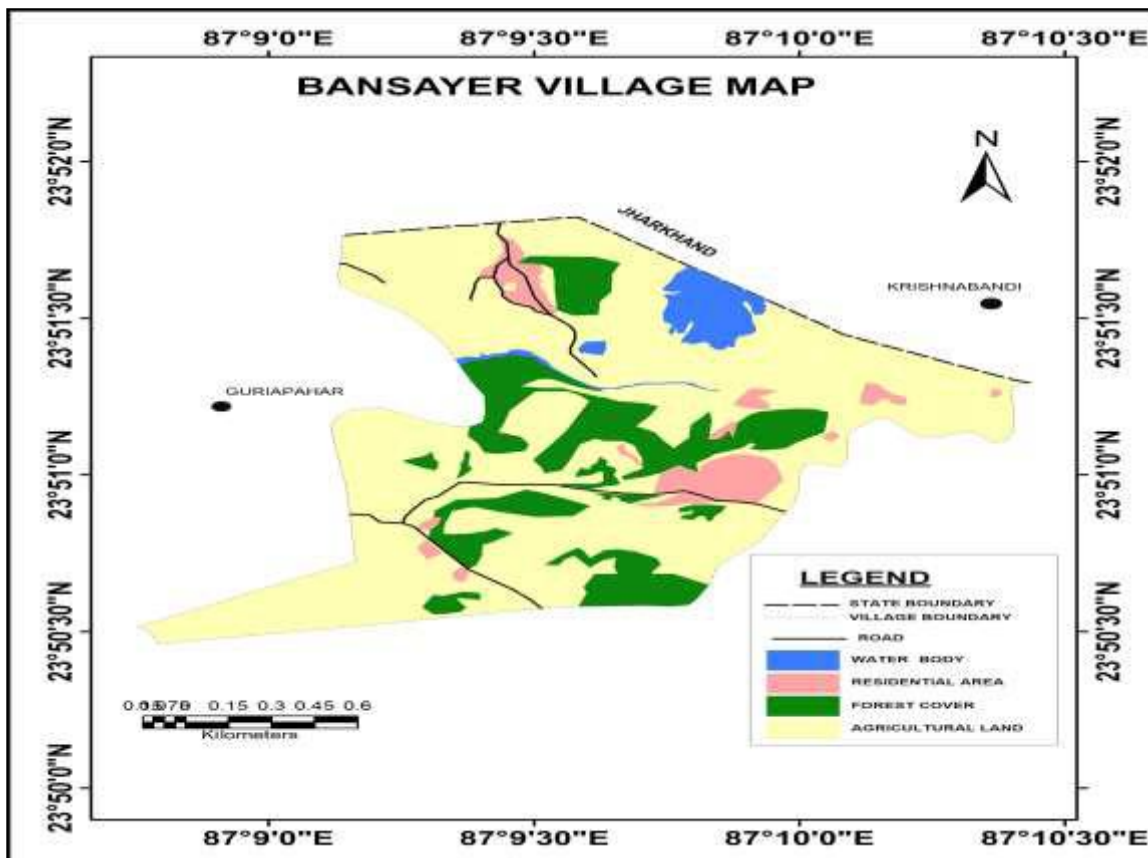 87°9'0"E 87°9'30"E 87°10'0"E 87°10'30"E
BANSAYER VILLAGE MAP
N
23°52'0"N 23°52'0"N
JHARKHAND
KRISHNABANDI
23°51'30"N 23°51'30"N
GURIAPAHAR
23°51'0"N 23°51'0"N
LEGEND
STATE BOUNDARY
VILLAGE BOUNDARY
ROAD
WATER BODY
RESIDENTIAL AREA
FOREST COVER
AGRICULTURAL LAND
23°50'30"N 23°50'30"N
0 0.15 0.3 0.45 0.6
Kilometers
23°50'0"N 23°50'0"N
87°9'0"E 87°9'30"E 87°10'0"E 87°10'30"E